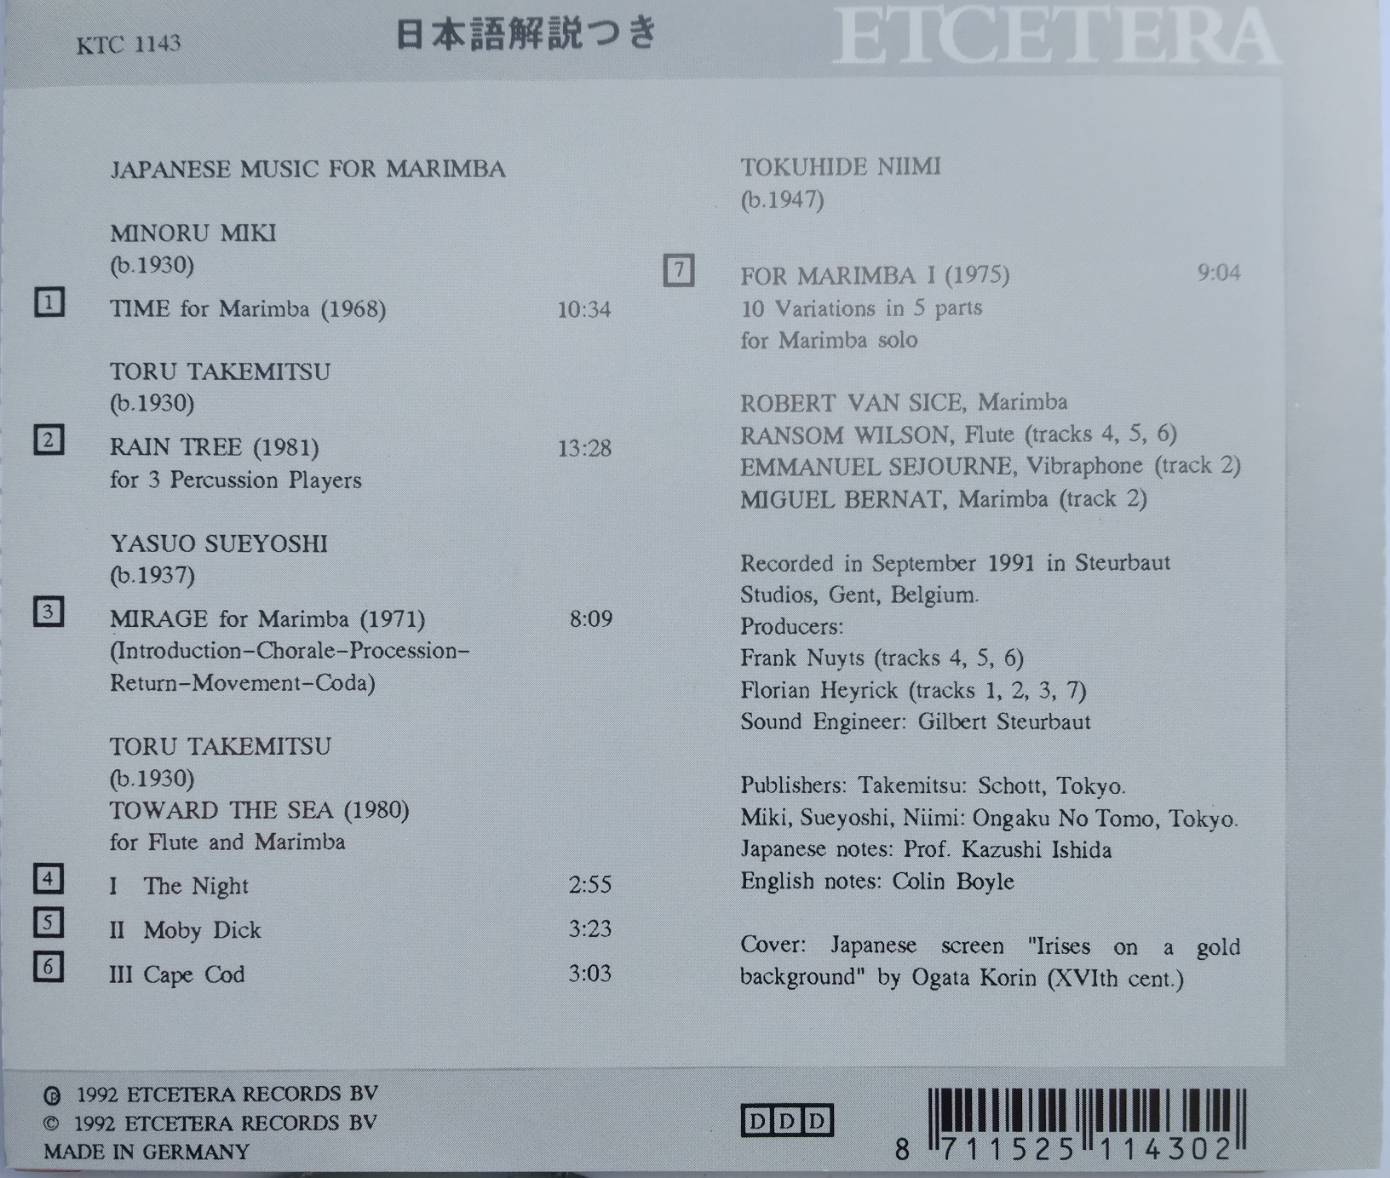 KTC 1143
日本語解説つき
ETCETERA
JAPANESE MUSIC FOR MARIMBA
MINORU MIKI
(b.1930)
1 TIME for Marimba (1968) 10:34
TORU TAKEMITSU
(b.1930)
2 RAIN TREE (1981) 13:28
for 3 Percussion Players
YASUO SUEYOSHI
(b.1937)
3 MIRAGE for Marimba (1971) 8:09
(Introduction–Chorale–Procession–
Return–Movement–Coda)
TORU TAKEMITSU
(b.1930)
TOWARD THE SEA (1980)
for Flute and Marimba
4 I The Night 2:55
5 II Moby Dick 3:23
6 III Cape Cod 3:03
TOKUHIDE NIIMI
(b.1947)
7 FOR MARIMBA I (1975) 9:04
10 Variations in 5 parts
for Marimba solo
ROBERT VAN SICE, Marimba
RANSOM WILSON, Flute (tracks 4, 5, 6)
EMMANUEL SEJOURNE, Vibraphone (track 2)
MIGUEL BERNAT, Marimba (track 2)
Recorded in September 1991 in Steurbaut
Studios, Gent, Belgium.
Producers:
Frank Nuyts (tracks 4, 5, 6)
Florian Heyrick (tracks 1, 2, 3, 7)
Sound Engineer: Gilbert Steurbaut
Publishers: Takemitsu: Schott, Tokyo.
Miki, Sueyoshi, Niimi: Ongaku No Tomo, Tokyo.
Japanese notes: Prof. Kazushi Ishida
English notes: Colin Boyle
Cover: Japanese screen "Irises on a gold
background" by Ogata Korin (XVIth cent.)
℗ 1992 ETCETERA RECORDS BV
© 1992 ETCETERA RECORDS BV
MADE IN GERMANY
DDD
8 711525 114302